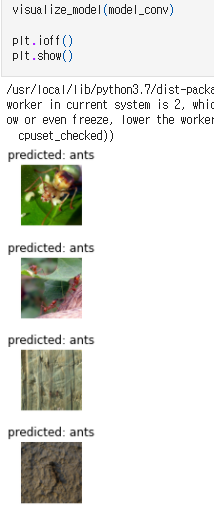 visualize_model(model_conv)
plt.ioff()
plt.show()
/usr/local/lib/python3.7/dist-packa
worker in current system is 2, whic
ow or even freeze, lower the worker
cpuset_checked))
predicted: ants
predicted: ants
predicted: ants
predicted: ants